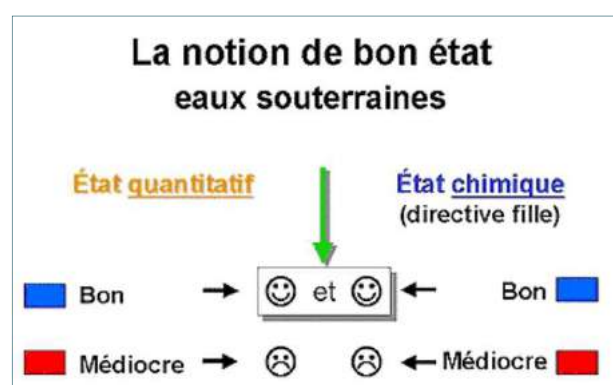 La notion de bon état
eaux souterraines
État quantitatif
État chimique
(directive fille)
Bon et Bon
Médiocre Médiocre